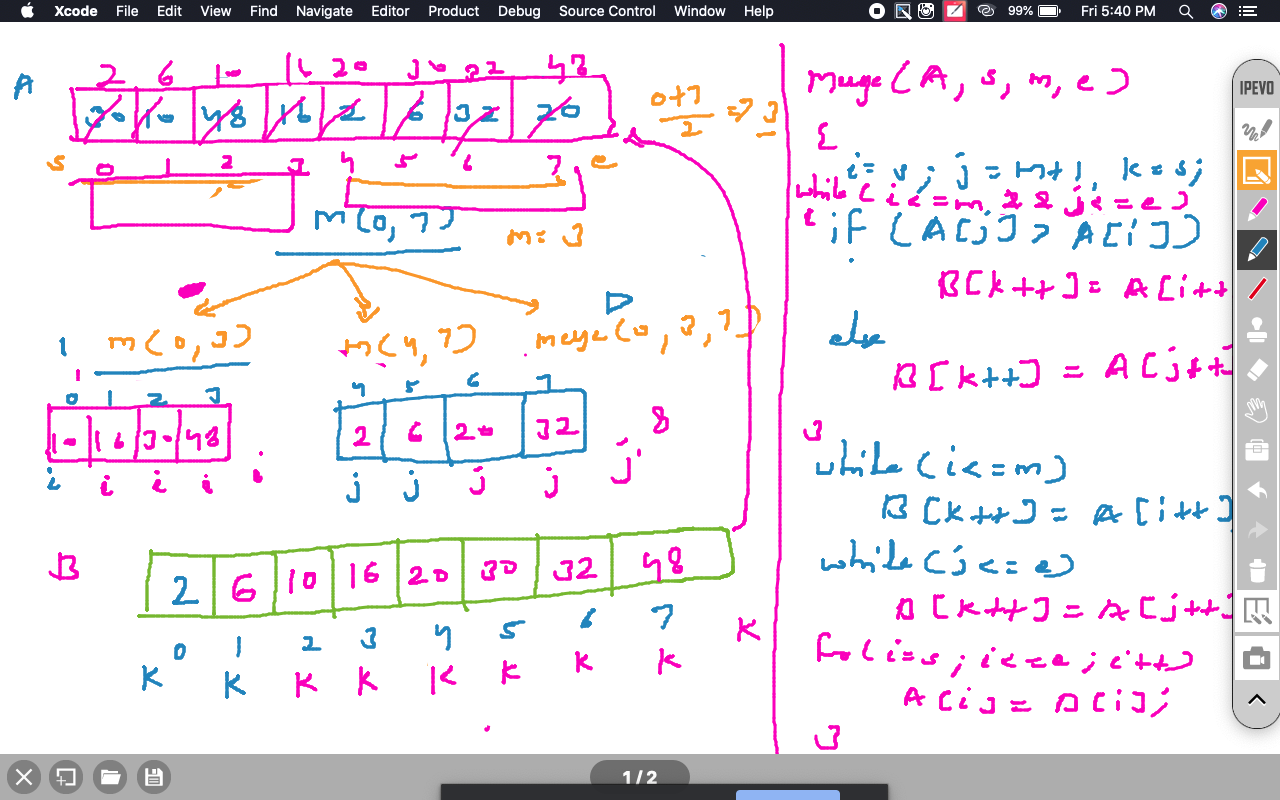 Xcode File Edit View Find Navigate Editor Product Debug Source Control Window Help 99% Fri 5:40 PM
IPEVO
A
2 6 10 16 20 30 32 48
30 10 48 16 2 6 32 20
s 0 1 2 3 4 5 6 7 e
0+7
2
=> 3
m(0,7)
m = 3
m(0,3) m(4,7) merge(0, 3, 7)
1
0 1 2 3
10 16 30 48
i i i i i
4 5 6 7
2 6 20 32
8
j j j j j
B
2 6 10 16 20 30 32 48
0 1 2 3 4 5 6 7
K K K K K K K K K
merge(A, s, m, e)
{
i = s; j = m+1, k = s;
while(i<=m && j<=e)
{
if (A[j] > A[i])
B[k++] = A[i++
else
B[k++] = A[j++]
}
while(i<=m)
B[k++] = A[i++]
while(j<=e)
B[k++] = A[j++]
for(i=s; i<=e; i++)
A[i] = B[i];
}
1 / 2